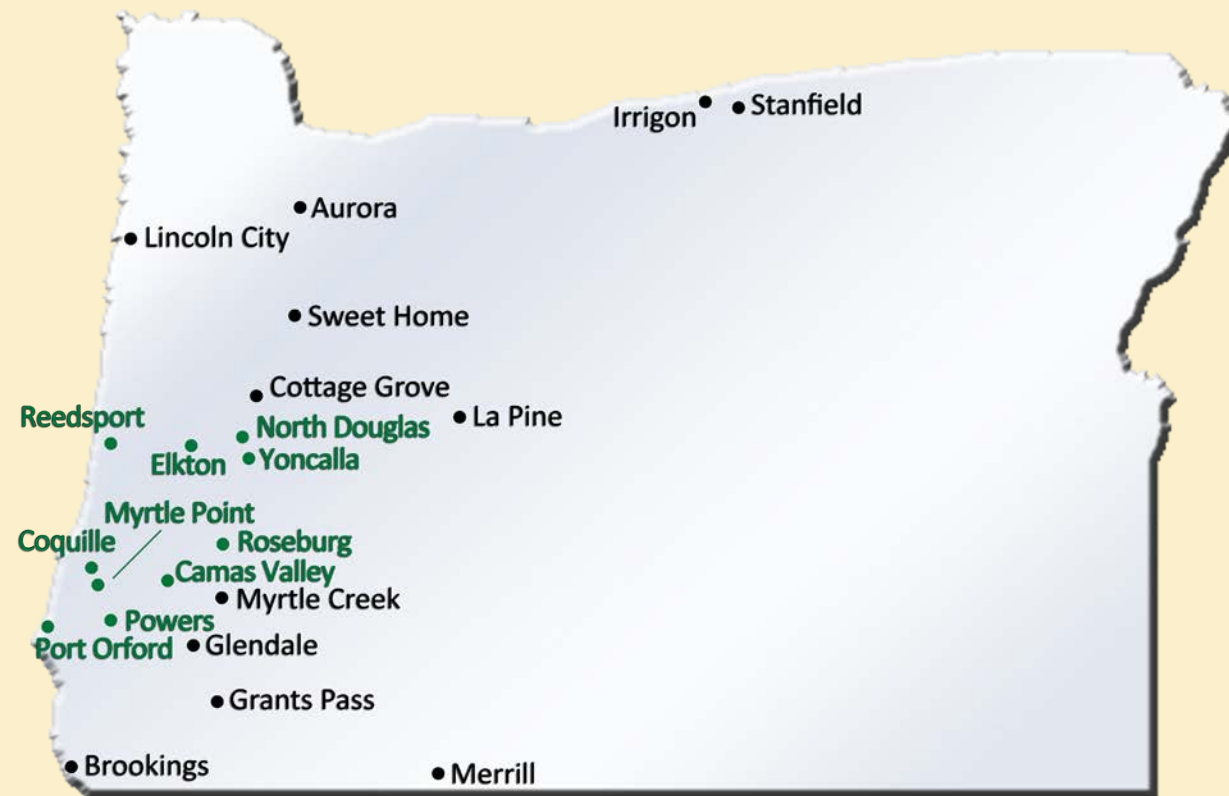 Irrigon
Stanfield
Aurora
Lincoln City
Sweet Home
Cottage Grove
La Pine
Reedsport
North Douglas
Elkton
Yoncalla
Myrtle Point
Coquille
Roseburg
Camas Valley
Myrtle Creek
Powers
Port Orford
Glendale
Grants Pass
Brookings
Merrill